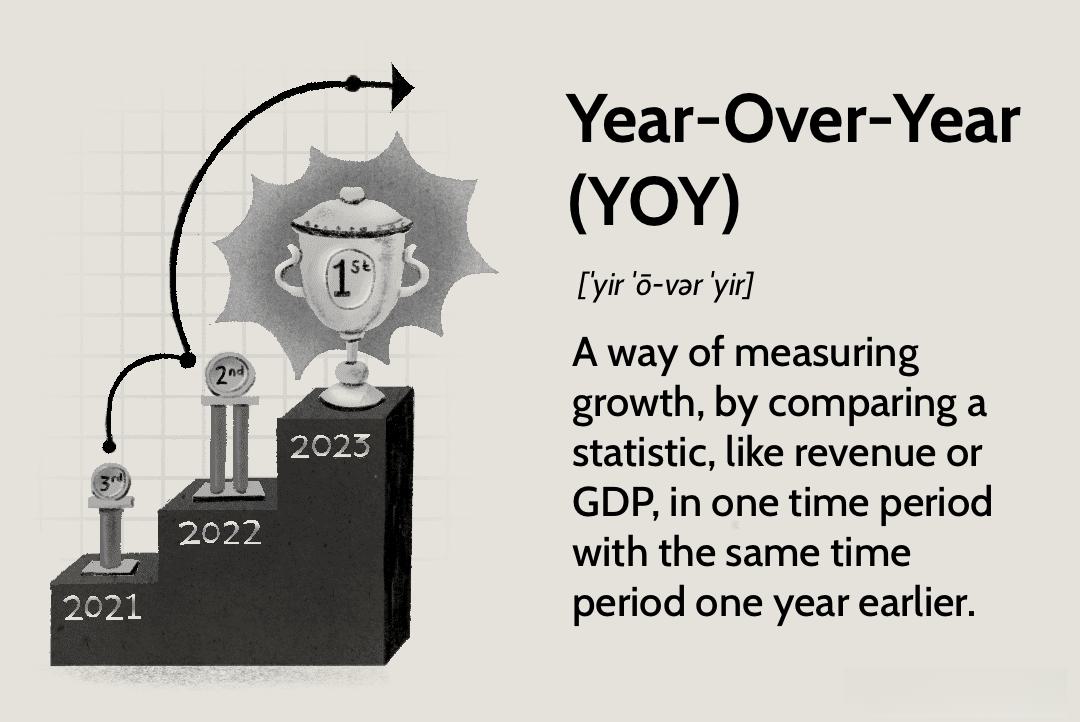 Year-Over-Year
(YOY)
[ˈyir ˈō-vər ˈyir]
A way of measuring
growth, by comparing a
statistic, like revenue or
GDP, in one time period
with the same time
period one year earlier.
1st
2nd
2023
3rd
2022
2021